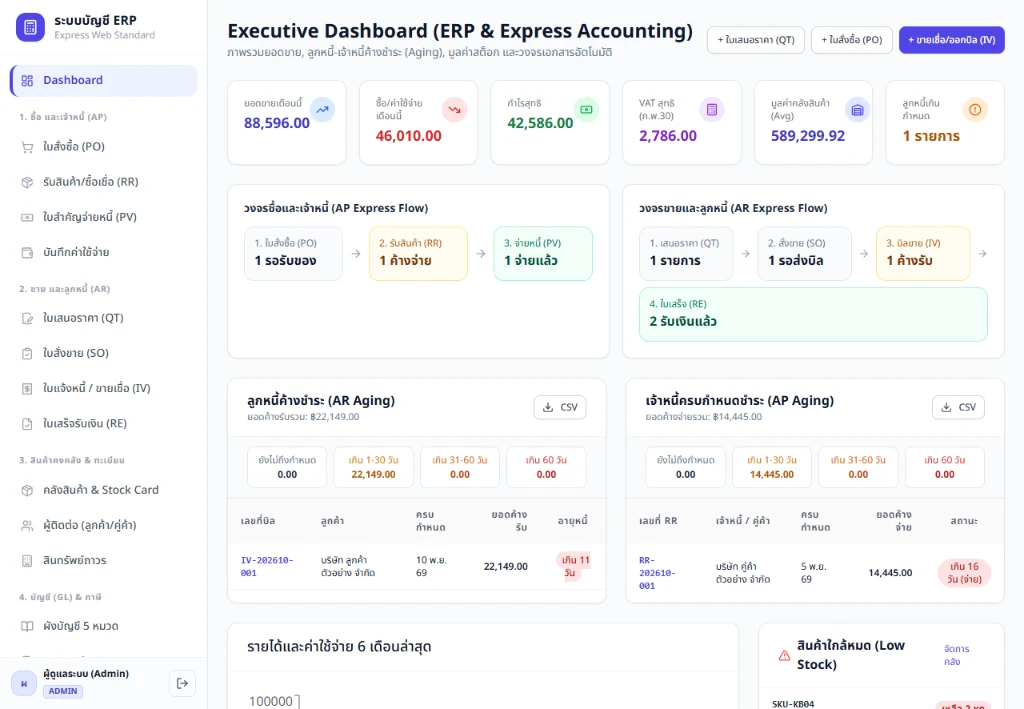 ระบบบัญชี ERP
Express Web Standard
Dashboard
1. ซื้อ และเจ้าหนี้ (AP)
ใบสั่งซื้อ (PO)
รับสินค้า/ซื้อเชื่อ (RR)
ใบสำคัญจ่ายหนี้ (PV)
บันทึกค่าใช้จ่าย
2. ขาย และลูกหนี้ (AR)
ใบเสนอราคา (QT)
ใบสั่งขาย (SO)
ใบแจ้งหนี้ / ขายเชื่อ (IV)
ใบเสร็จรับเงิน (RE)
3. สินค้าคงคลัง & ทะเบียน
คลังสินค้า & Stock Card
ผู้ติดต่อ (ลูกค้า/คู่ค้า)
สินทรัพย์ถาวร
4. บัญชี (GL) & ภาษี
ผังบัญชี 5 หมวด
ผู้ดูแลระบบ (Admin)
ADMIN
Executive Dashboard (ERP & Express Accounting)
ภาพรวมยอดขาย, ลูกหนี้-เจ้าหนี้ค้างชำระ (Aging), มูลค่าสต็อก และวงจรเอกสารอัตโนมัติ
+ ใบเสนอราคา (QT)
+ ใบสั่งซื้อ (PO)
+ ขายเชื่อ/ออกบิล (IV)
ยอดขายเดือนนี้
88,596.00
ซื้อ/ค่าใช้จ่าย
เดือนนี้
46,010.00
กำไรสุทธิ
42,586.00
VAT สุทธิ
(ภ.พ.30)
2,786.00
มูลค่าคลังสินค้า
(Avg)
589,299.92
ลูกหนี้เกิน
กำหนด
1 รายการ
วงจรซื้อและเจ้าหนี้ (AP Express Flow)
1. ใบสั่งซื้อ (PO)
1 รอรับของ
2. รับสินค้า (RR)
1 ค้างจ่าย
3. จ่ายหนี้ (PV)
1 จ่ายแล้ว
วงจรขายและลูกหนี้ (AR Express Flow)
1. เสนอราคา (QT)
1 รายการ
2. สั่งขาย (SO)
1 รอส่งบิล
3. บิลขาย (IV)
1 ค้างรับ
4. ใบเสร็จ (RE)
2 รับเงินแล้ว
ลูกหนี้ค้างชำระ (AR Aging)
ยอดค้างรับรวม: ฿22,149.00
CSV
ยังไม่ถึงกำหนด
0.00
เกิน 1-30 วัน
22,149.00
เกิน 31-60 วัน
0.00
เกิน 60 วัน
0.00
เลขที่บิล
ลูกค้า
ครบ
กำหนด
ยอดค้าง
รับ
อายุหนี้
IV-202610-
001
บริษัท ลูกค้า
ตัวอย่าง จำกัด
10 พ.ย.
69
22,149.00
เกิน 11
วัน
เจ้าหนี้ครบกำหนดชำระ (AP Aging)
ยอดค้างจ่ายรวม: ฿14,445.00
CSV
ยังไม่ถึงกำหนด
0.00
เกิน 1-30 วัน
14,445.00
เกิน 31-60 วัน
0.00
เกิน 60 วัน
0.00
เลขที่ RR
เจ้าหนี้ / คู่ค้า
ครบ
กำหนด
ยอดค้าง
จ่าย
สถานะ
RR-
202610-
001
บริษัท คู่ค้า
ตัวอย่าง จำกัด
5 พ.ย.
69
14,445.00
เกิน 16
วัน (จ่าย)
รายได้และค่าใช้จ่าย 6 เดือนล่าสุด
100000
สินค้าใกล้หมด (Low
Stock)
จัดการ
คลัง
SKU-KB04